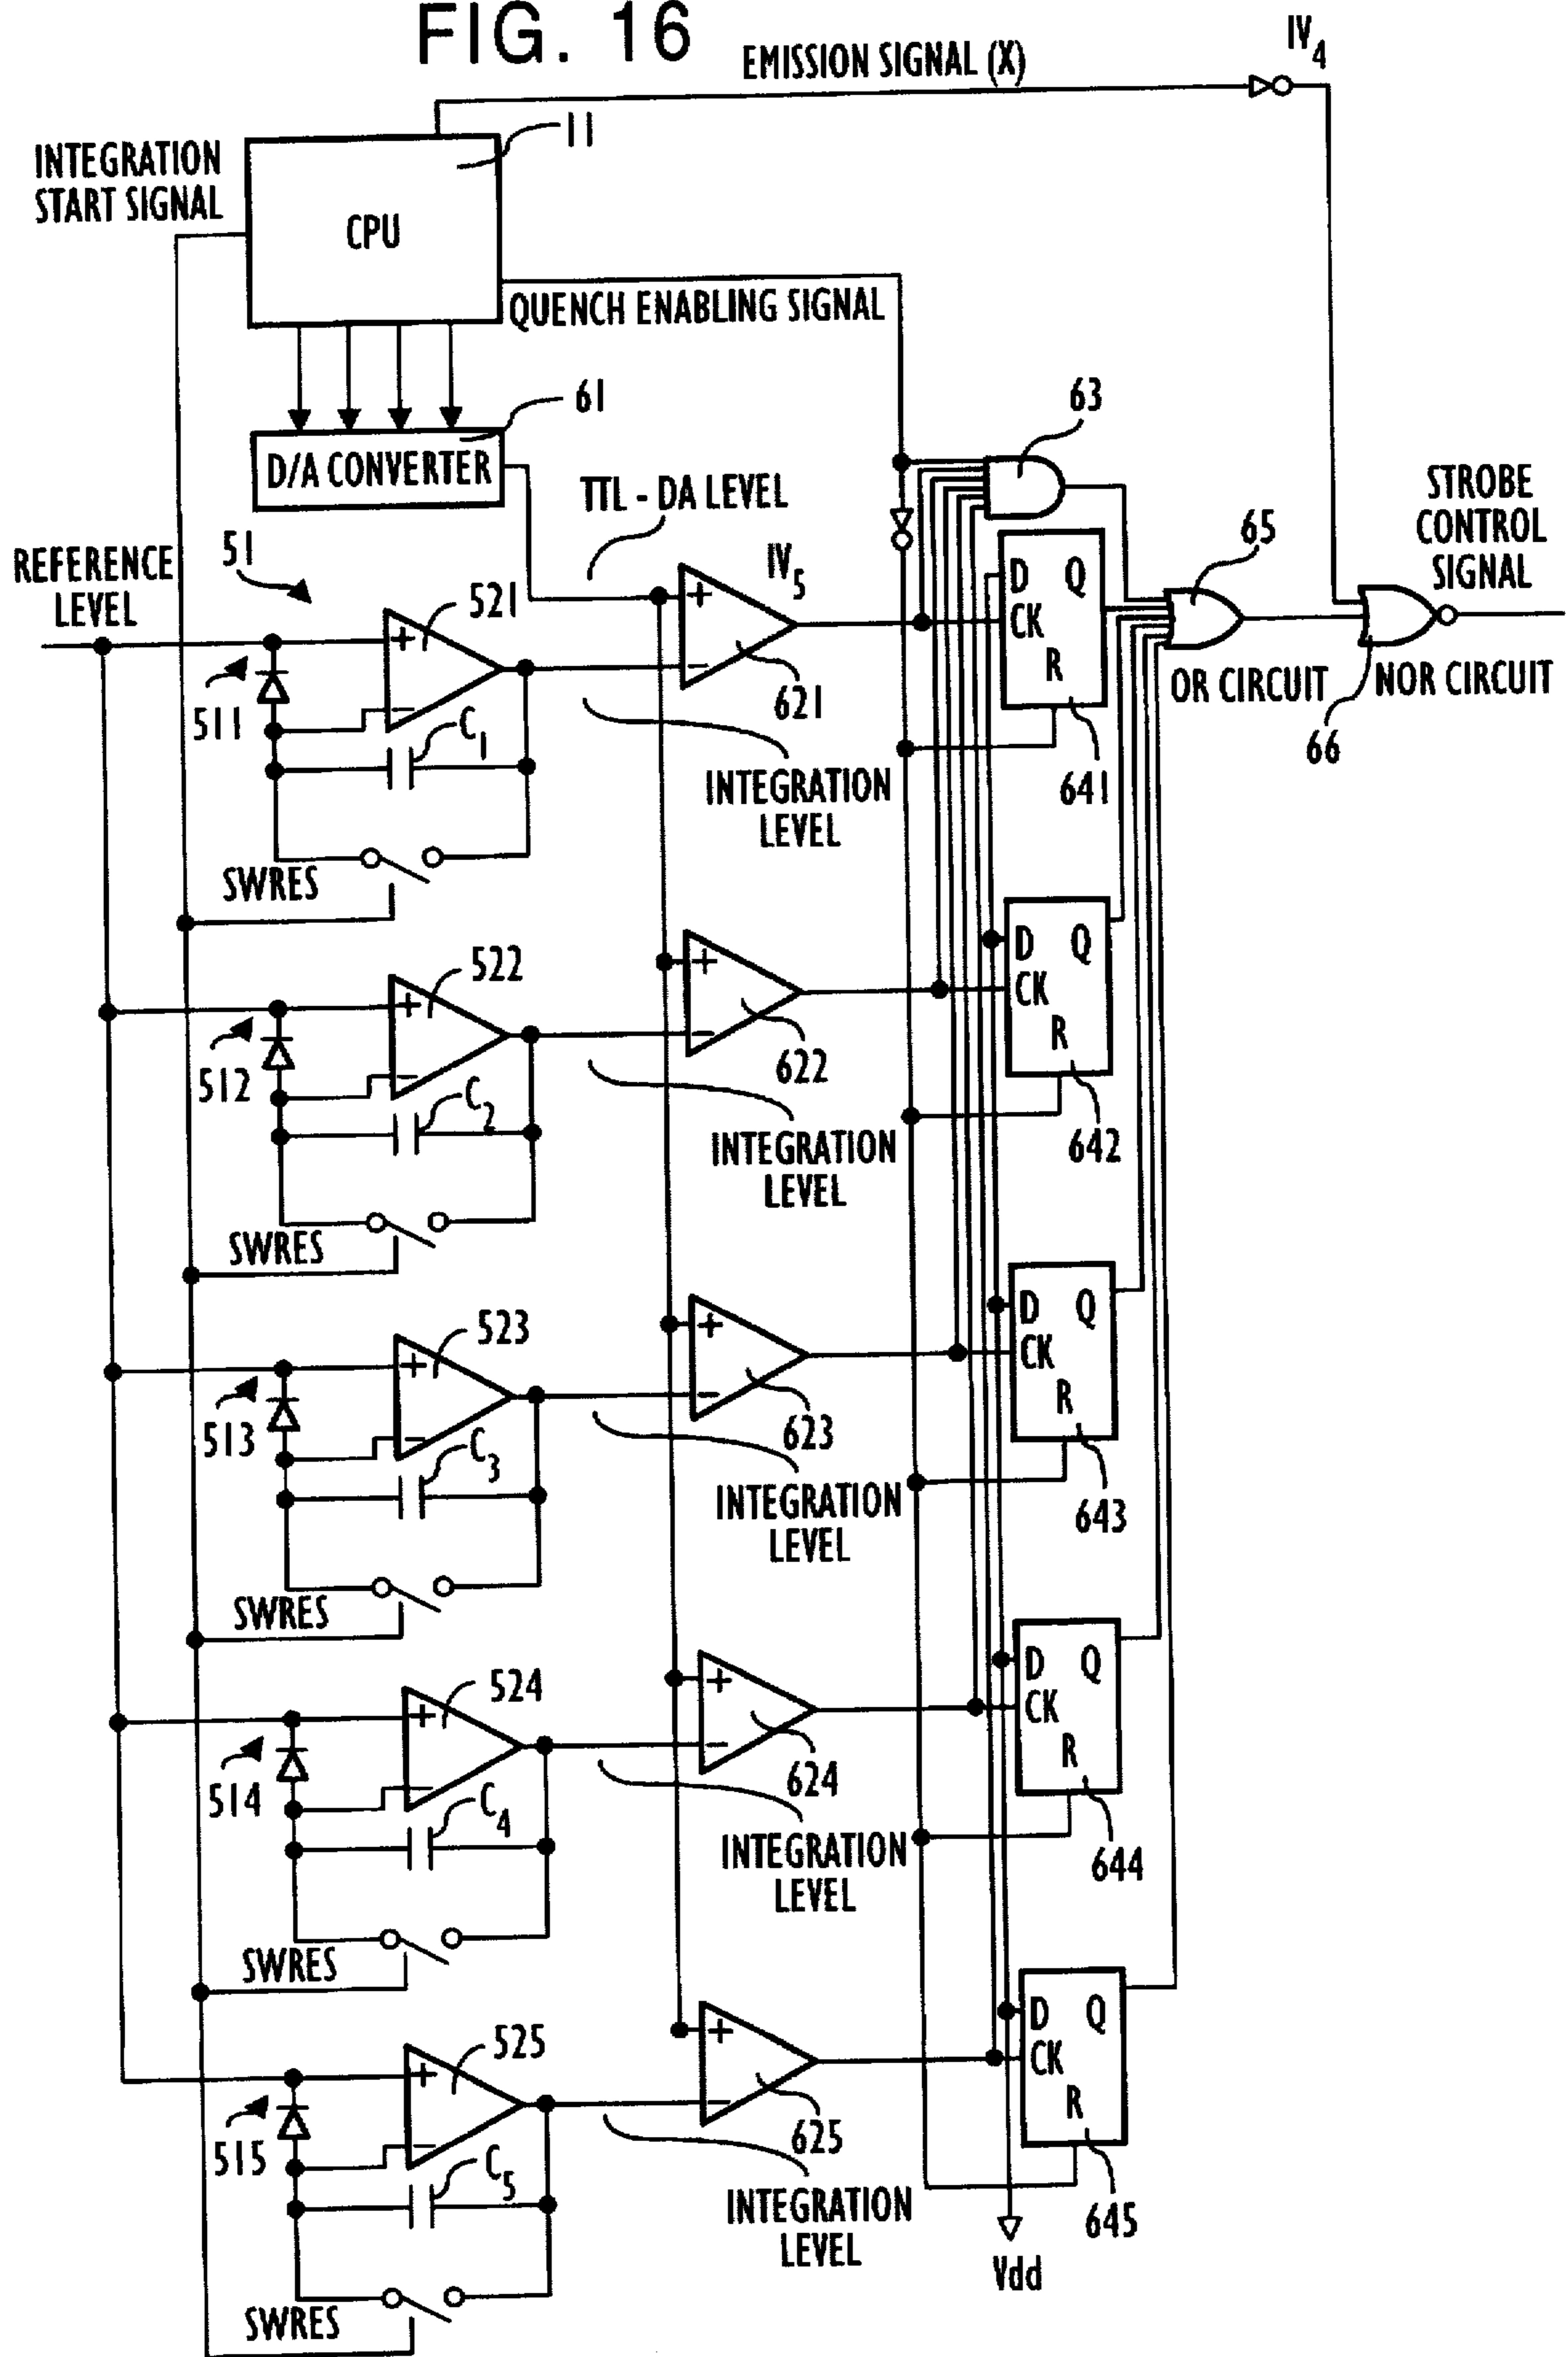 FIG. 16
EMISSION SIGNAL (X)
IV4
11
INTEGRATION
START SIGNAL
CPU
QUENCH ENABLING SIGNAL
61
D/A CONVERTER
TTL - DA LEVEL
63
STROBE
CONTROL
SIGNAL
65
REFERENCE
LEVEL
51
521
IV5
+
+
D Q
CK
R
-
-
511
621
OR CIRCUIT
NOR CIRCUIT
66
C1
INTEGRATION
LEVEL
641
SWRES
522
+
+
D Q
CK
R
-
-
512
622
C2
INTEGRATION
LEVEL
642
SWRES
523
+
+
D Q
CK
R
-
-
513
623
C3
INTEGRATION
LEVEL
643
SWRES
524
+
+
D Q
CK
R
-
-
514
624
C4
INTEGRATION
LEVEL
644
SWRES
525
+
+
D Q
CK
R
-
-
515
625
C5
INTEGRATION
LEVEL
645
Vdd
SWRES